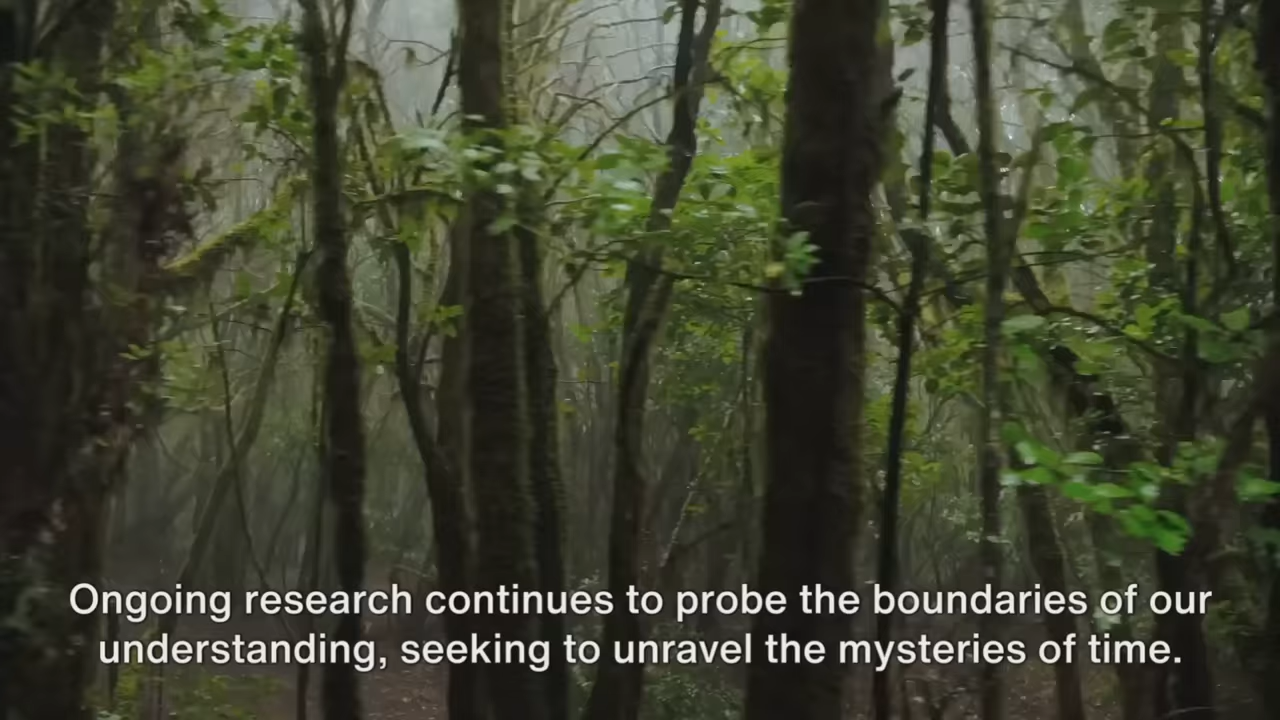 Ongoing research continues to probe the boundaries of our
understanding, seeking to unravel the mysteries of time.